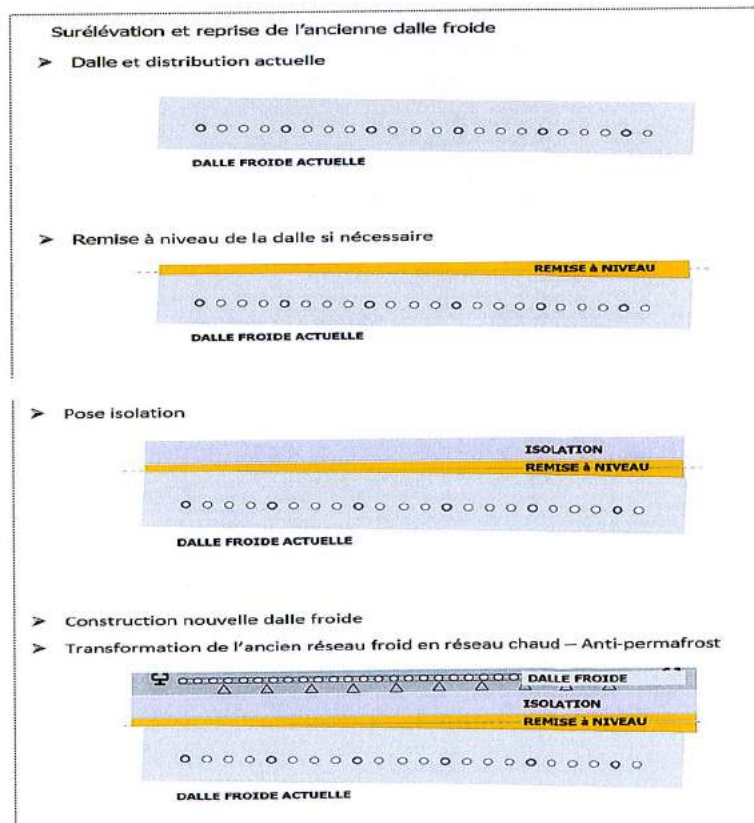 Surélévation et reprise de l'ancienne dalle froide
➤ Dalle et distribution actuelle
DALLE FROIDE ACTUELLE
➤ Remise à niveau de la dalle si nécessaire
REMISE à NIVEAU
DALLE FROIDE ACTUELLE
➤ Pose isolation
ISOLATION
REMISE à NIVEAU
DALLE FROIDE ACTUELLE
➤ Construction nouvelle dalle froide
➤ Transformation de l'ancien réseau froid en réseau chaud – Anti-permafrost
DALLE FROIDE
ISOLATION
REMISE à NIVEAU
DALLE FROIDE ACTUELLE